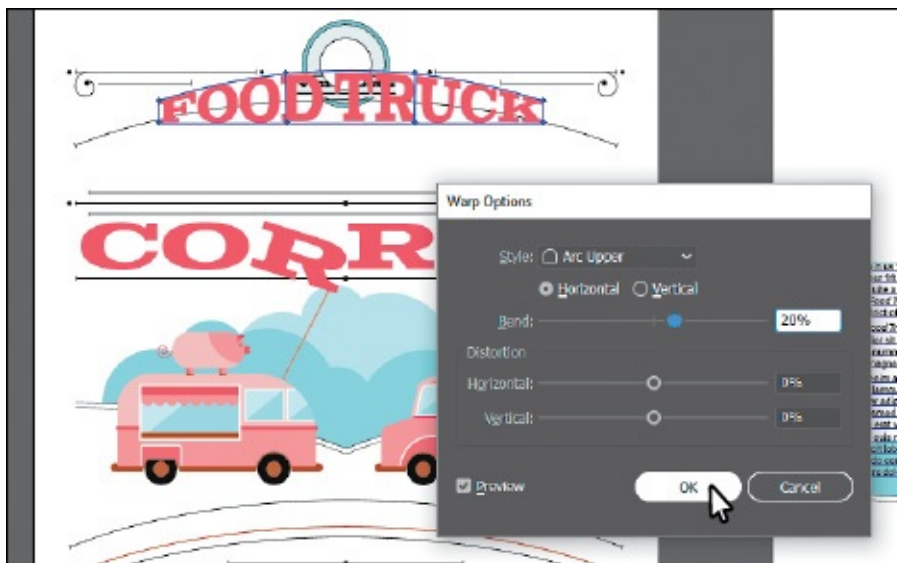 FOOD TRUCK
CORR
Warp Options
Style: Arc Upper
Horizontal Vertical
Bend: 20%
Distortion
Horizontal: 0%
Vertical: 0%
Preview OK Cancel